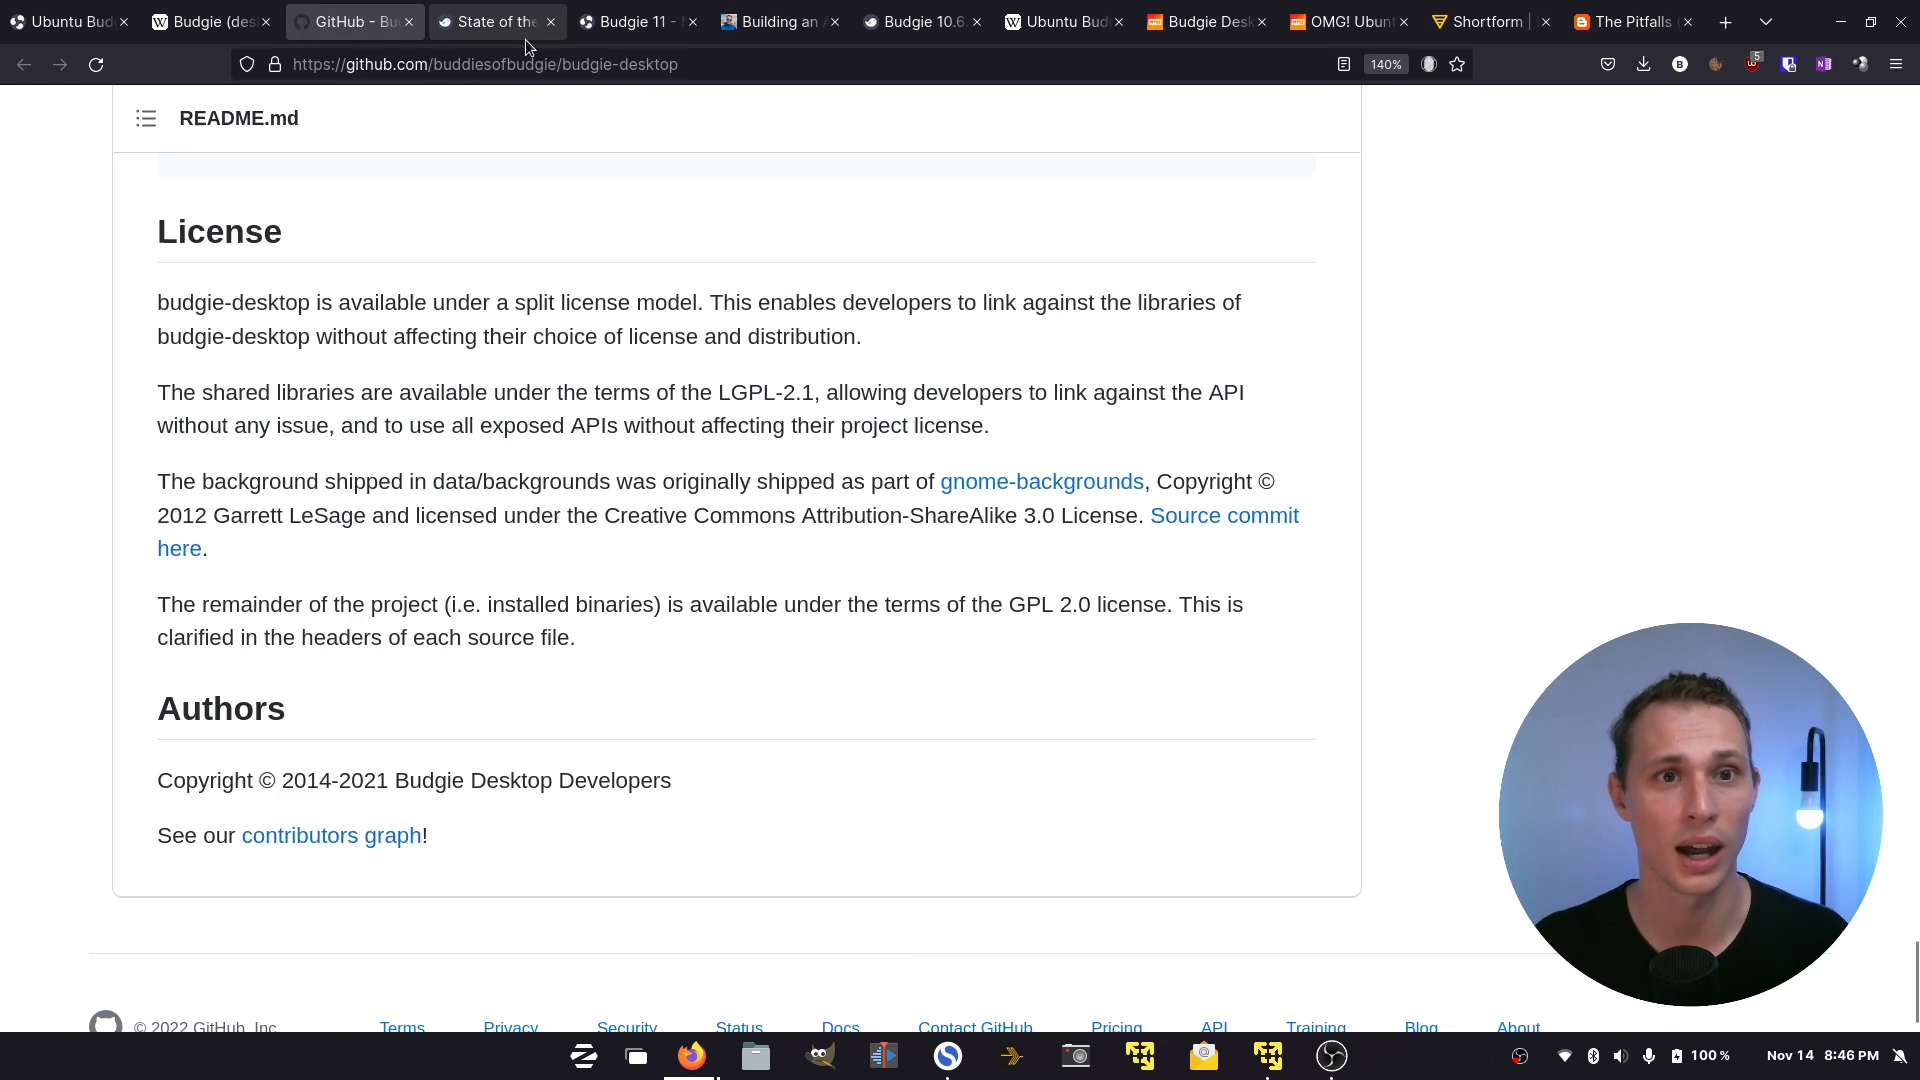 Ubuntu Bu
Budgie (des
GitHub - Bu
State of the
Budgie 11 -
Building an
Budgie 10.6.
Ubuntu Bud
Budgie Desk
OMG! Ubunt
Shortform |
The Pitfalls
https://github.com/buddiesofbudgie/budgie-desktop
140%
5
README.md
License
budgie-desktop is available under a split license model. This enables developers to link against the libraries of
budgie-desktop without affecting their choice of license and distribution.
The shared libraries are available under the terms of the LGPL-2.1, allowing developers to link against the API
without any issue, and to use all exposed APIs without affecting their project license.
The background shipped in data/backgrounds was originally shipped as part of gnome-backgrounds, Copyright ©
2012 Garrett LeSage and licensed under the Creative Commons Attribution-ShareAlike 3.0 License. Source commit
here.
The remainder of the project (i.e. installed binaries) is available under the terms of the GPL 2.0 license. This is
clarified in the headers of each source file.
Authors
Copyright © 2014-2021 Budgie Desktop Developers
See our contributors graph!
© 2022 GitHub, Inc.
Terms
Privacy
Security
Status
Docs
Contact GitHub
Pricing
API
Training
Blog
About
100 %
Nov 14 8:46 PM